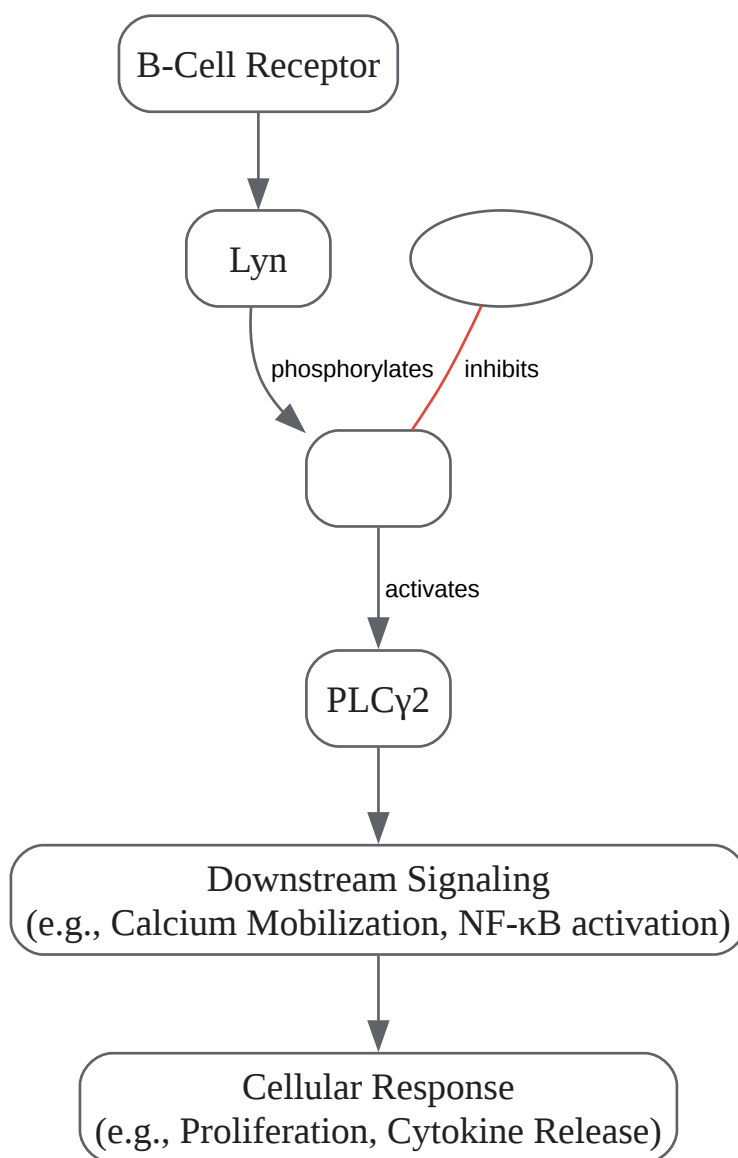 B-Cell Receptor
Lyn
phosphorylates
inhibits
activates
PLCγ2
Downstream Signaling
(e.g., Calcium Mobilization, NF-κB activation)
Cellular Response
(e.g., Proliferation, Cytokine Release)